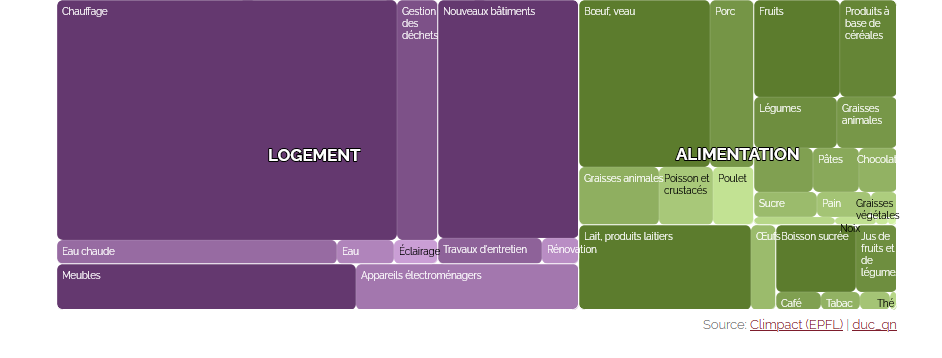 Chauffage
Gestion
des
déchets
Nouveaux bâtiments
Bœuf, veau
Porc
Fruits
Produits à
base de
céréales
Légumes
Graisses
animales
LOGEMENT
ALIMENTATION
Pâtes
Chocolat
Graisses animales
Poisson et
crustacés
Poulet
Sucre
Pain
Graisses
végétales
Noix
Eau chaude
Eau
Éclairage
Travaux d'entretien
Rénovation
Lait, produits laitiers
Œufs
Boisson sucrée
Jus de
fruits et
de
légume
Meubles
Appareils électroménagers
Café
Tabac
Thé
Source: Climpact (EPFL) | duc_qn